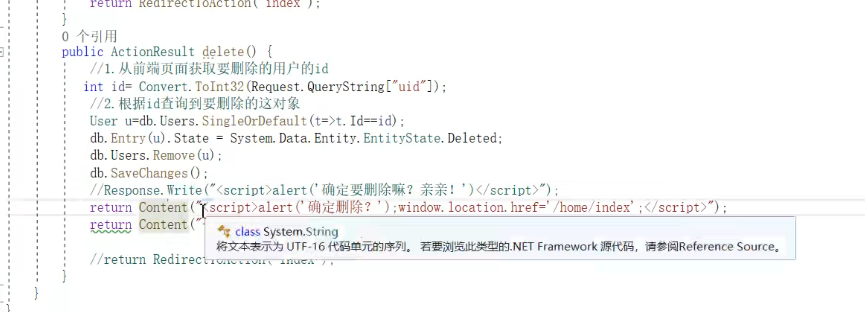 return RedirectToAction("index");
}
0 个引用
public ActionResult delete() {
//1.从前端页面获取要删除的用户的id
int id= Convert.ToInt32(Request.QueryString["uid"]);
//2.根据id查询到要删除的这对象
User u=db.Users.SingleOrDefault(t=>t.Id==id);
db.Entry(u).State = System.Data.Entity.EntityState.Deleted;
db.Users.Remove(u);
db.SaveChanges();
//Response.Write("<script>alert('确定要删除嘛？亲亲！')</script>");
return Content("<script>alert('确定删除？');window.location.href='/home/index';</script>");
return Content("
class System.String
将文本表示为 UTF-16 代码单元的序列。 若要浏览此类型的.NET Framework 源代码，请参阅Reference Source。
//return RedirectToAction("index");
}
}
}